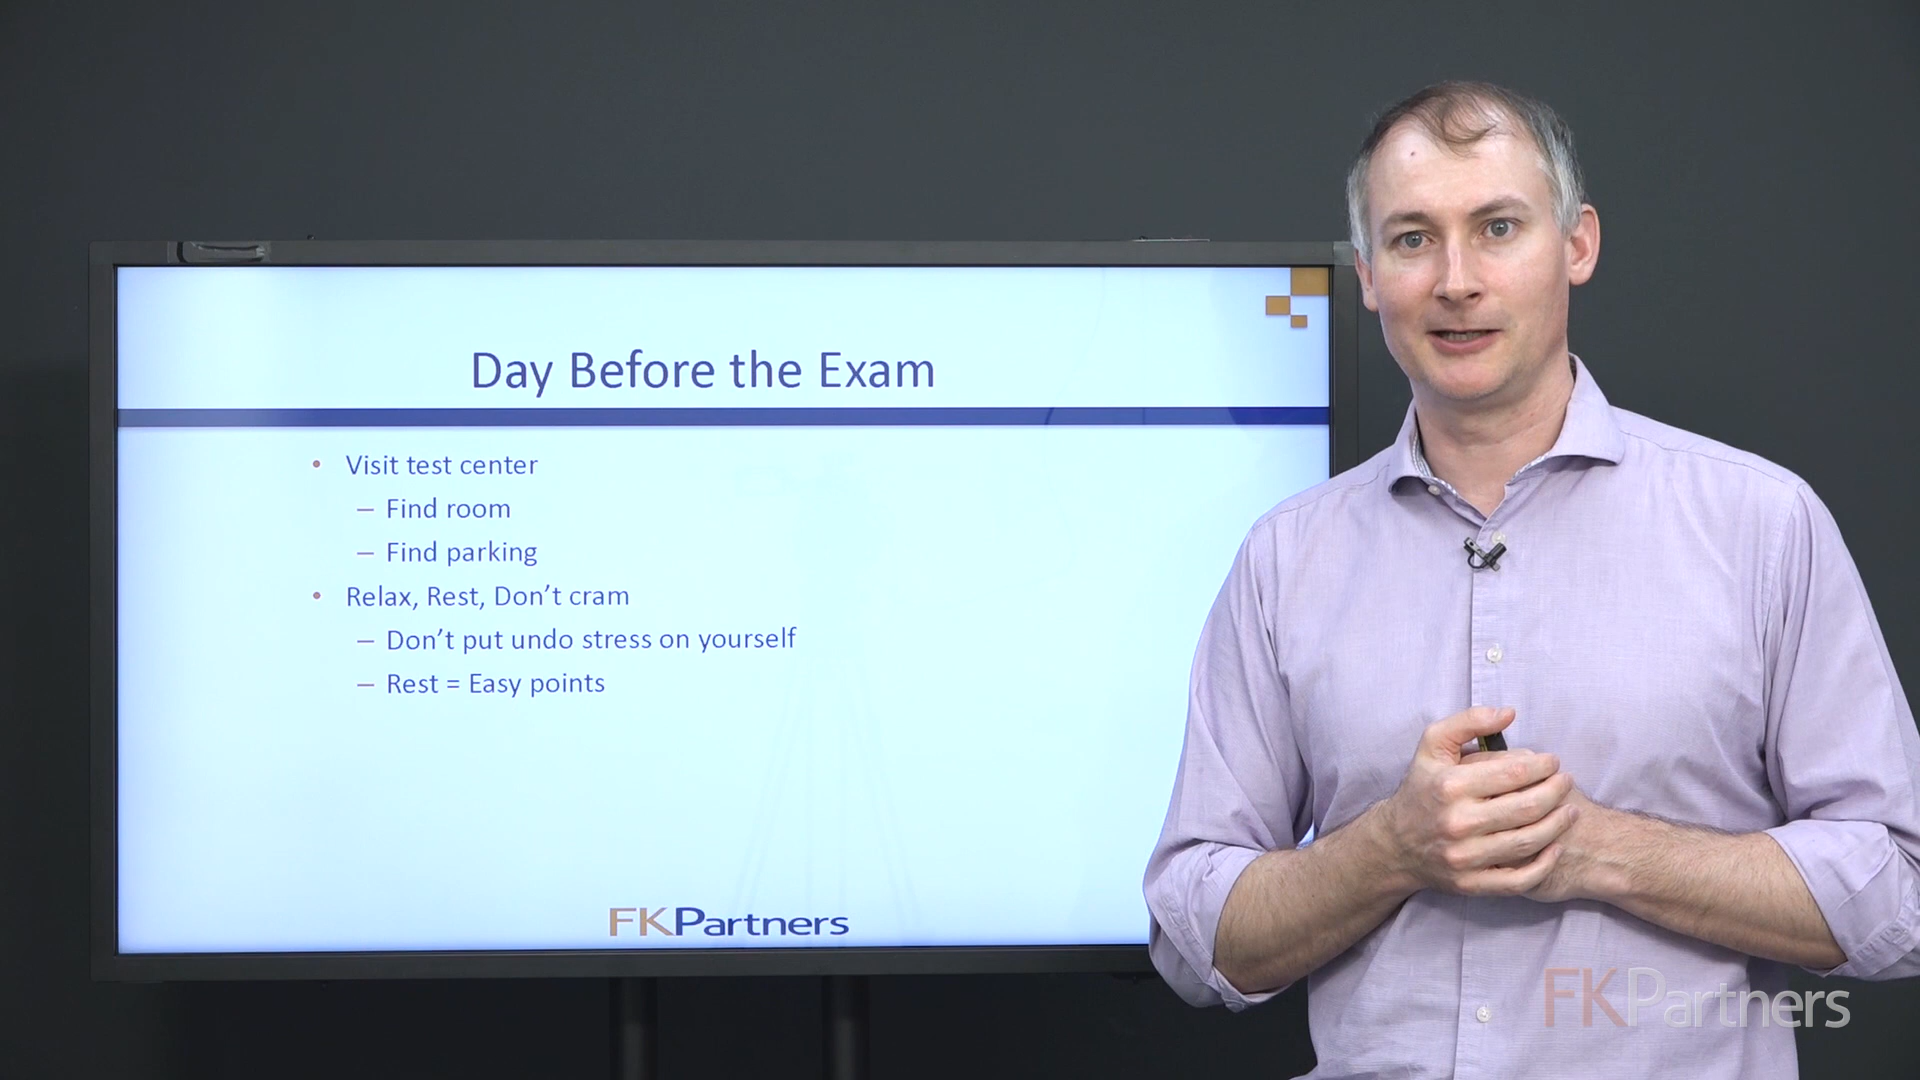 Day Before the Exam
• Visit test center
– Find room
– Find parking
• Relax, Rest, Don’t cram
– Don’t put undo stress on yourself
– Rest = Easy points
FKPartners
FKPartners